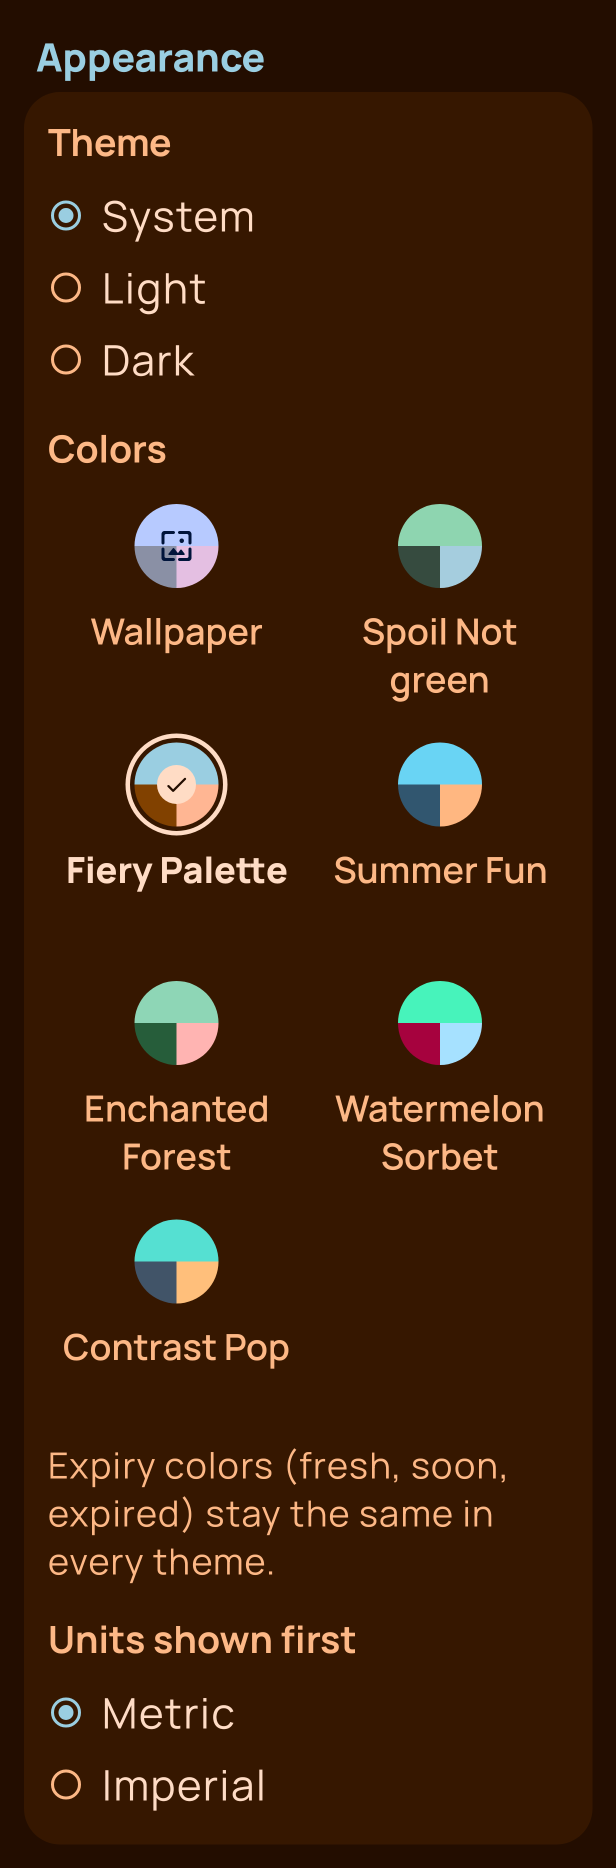 Appearance
Theme
System
Light
Dark
Colors
Wallpaper
Spoil Not
green
Fiery Palette
Summer Fun
Enchanted
Forest
Watermelon
Sorbet
Contrast Pop
Expiry colors (fresh, soon,
expired) stay the same in
every theme.
Units shown first
Metric
Imperial